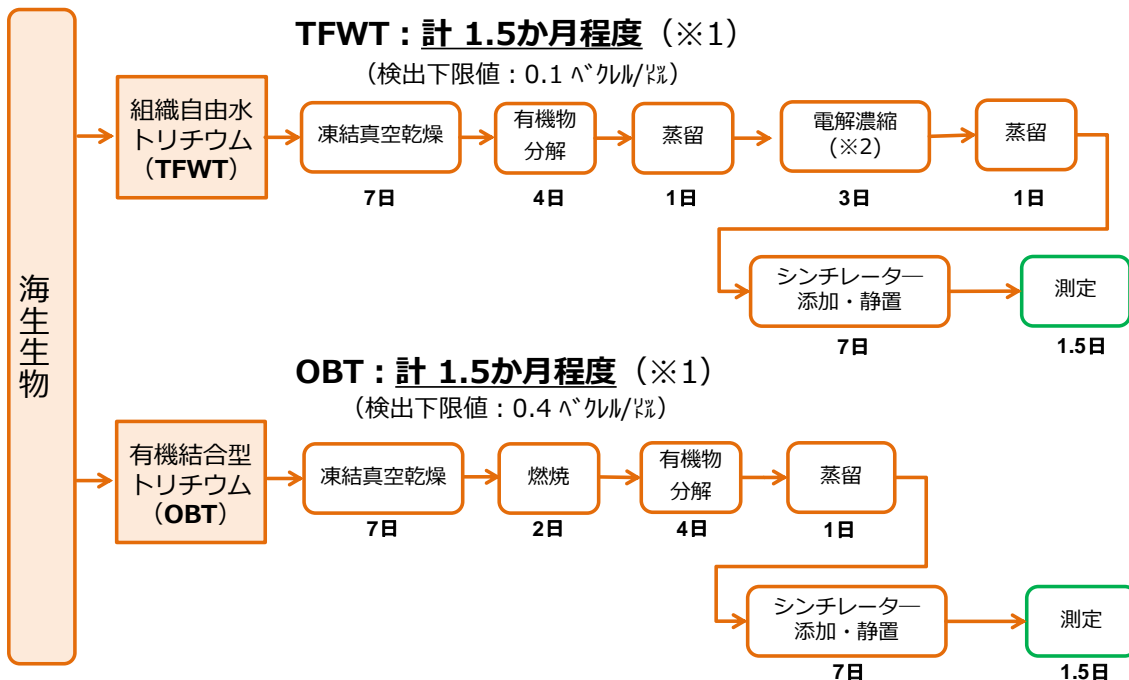 海生生物
TFWT：計 1.5か月程度（※1）
（検出下限値：0.1 ﾍﾞｸﾚﾙ/㍑）
組織自由水
トリチウム
（TFWT）
凍結真空乾燥
7日
有機物
分解
4日
蒸留
1日
電解濃縮
(※2)
3日
蒸留
1日
シンチレーター
添加・静置
7日
測定
1.5日
OBT：計 1.5か月程度（※1）
（検出下限値：0.4 ﾍﾞｸﾚﾙ/㍑）
有機結合型
トリチウム
（OBT）
凍結真空乾燥
7日
燃焼
2日
有機物
分解
4日
蒸留
1日
シンチレーター
添加・静置
7日
測定
1.5日